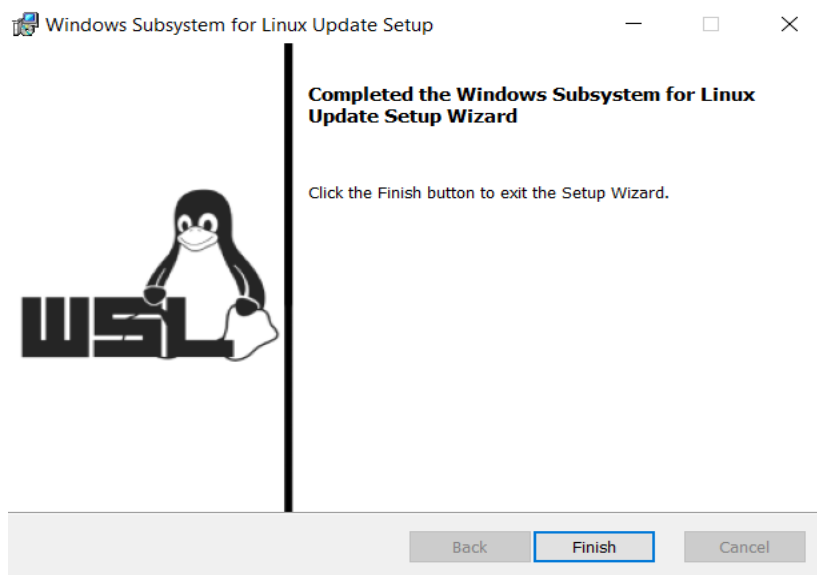 Windows Subsystem for Linux Update Setup
Completed the Windows Subsystem for Linux
Update Setup Wizard
Click the Finish button to exit the Setup Wizard.
WSL
Back
Finish
Cancel